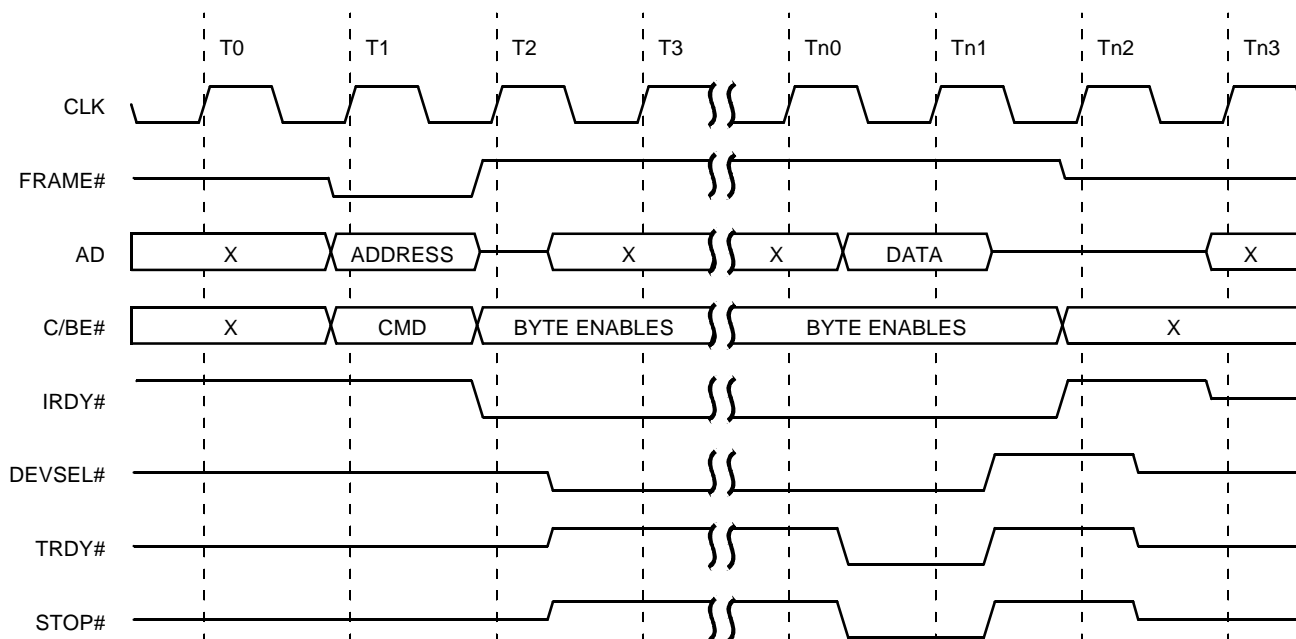 T0 T1 T2 T3 Tn0 Tn1 Tn2 Tn3
CLK
FRAME#
AD X ADDRESS X X DATA X
C/BE# X CMD BYTE ENABLES BYTE ENABLES X
IRDY#
DEVSEL#
TRDY#
STOP#